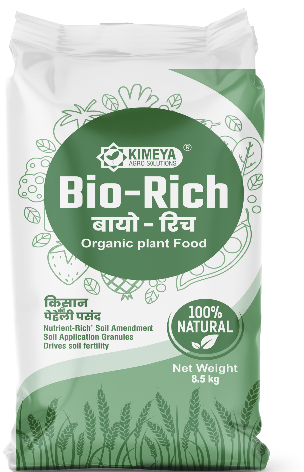 KIMEYA ®
AGRO SOLUTIONS
Bio-Rich
बायो - रिच
Organic plant Food
किसान
की
पेहेली पसंद
Nutrient-Rich Soil Amendment
Soil Application Granules
Drives soil fertility
100%
NATURAL
Net Weight
8.5 kg